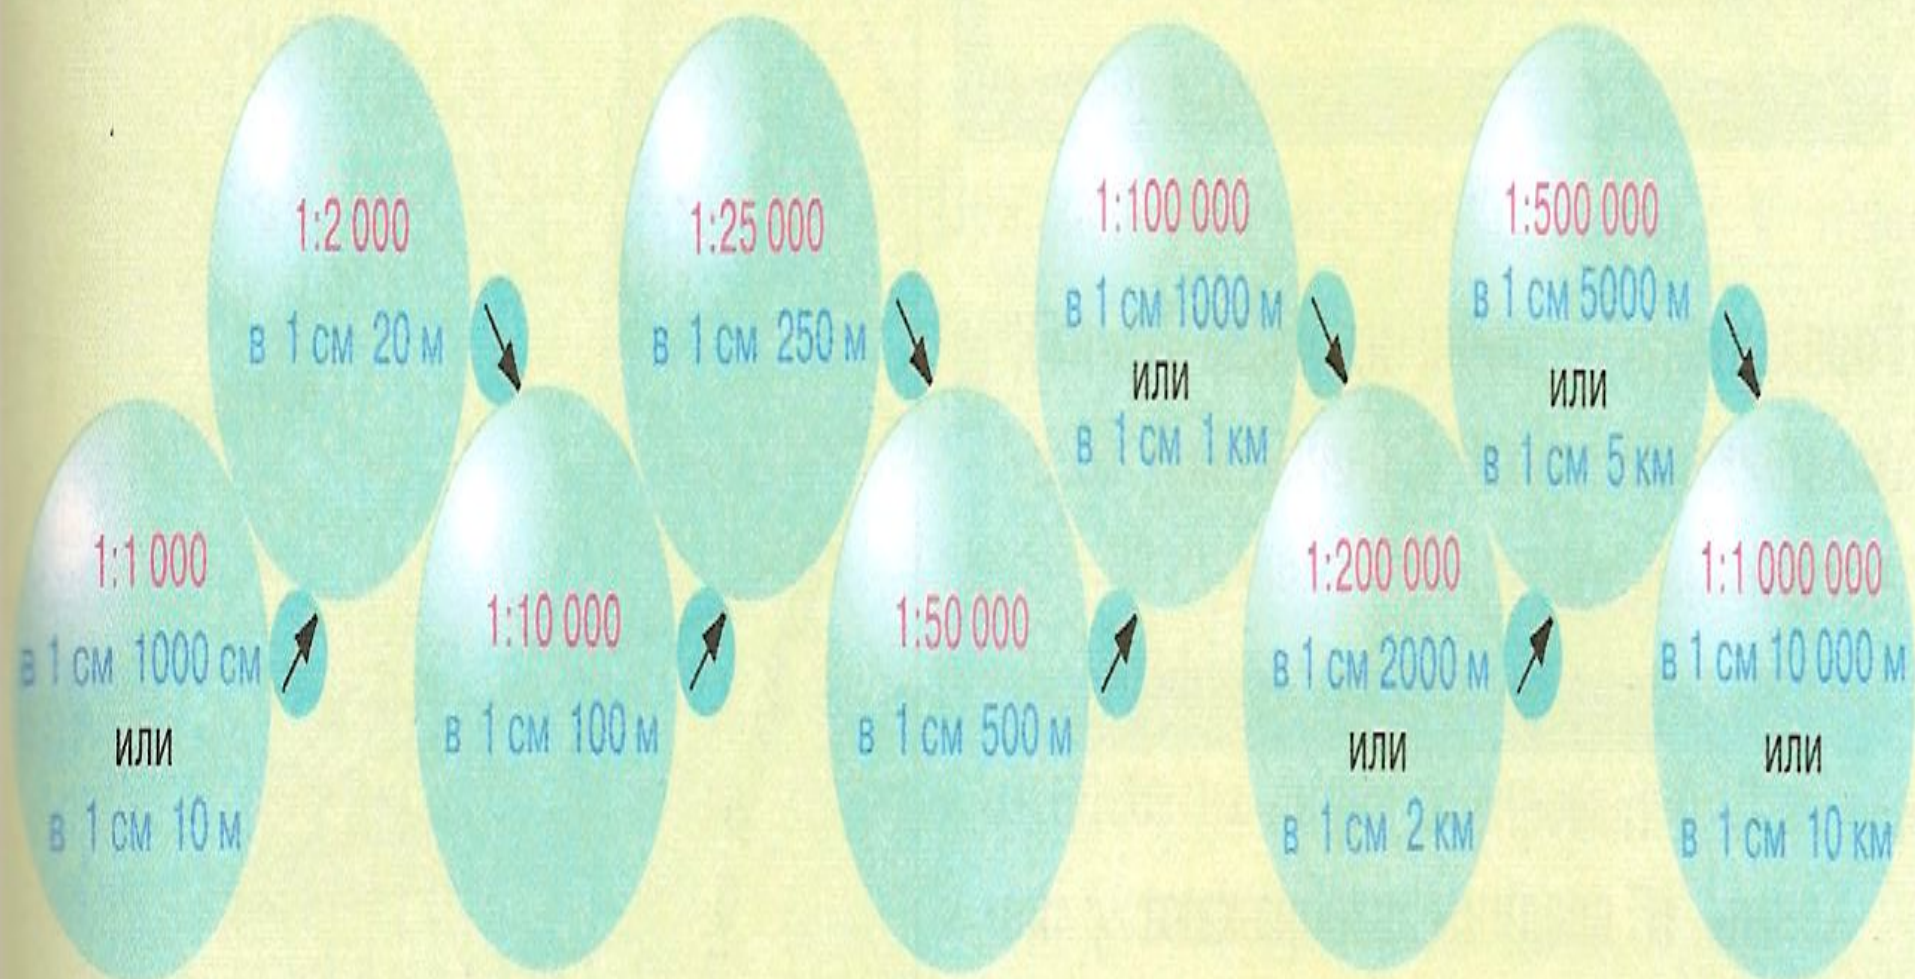 1:1 000
в 1 см 1000 см
или
в 1 см 10 м
1:2 000
в 1 см 20 м
1:10 000
в 1 см 100 м
1:25 000
в 1 см 250 м
1:50 000
в 1 см 500 м
1:100 000
в 1 см 1000 м
или
в 1 см 1 км
1:200 000
в 1 см 2000 м
или
в 1 см 2 км
1:500 000
в 1 см 5000 м
или
в 1 см 5 км
1:1 000 000
в 1 см 10 000 м
или
в 1 см 10 км